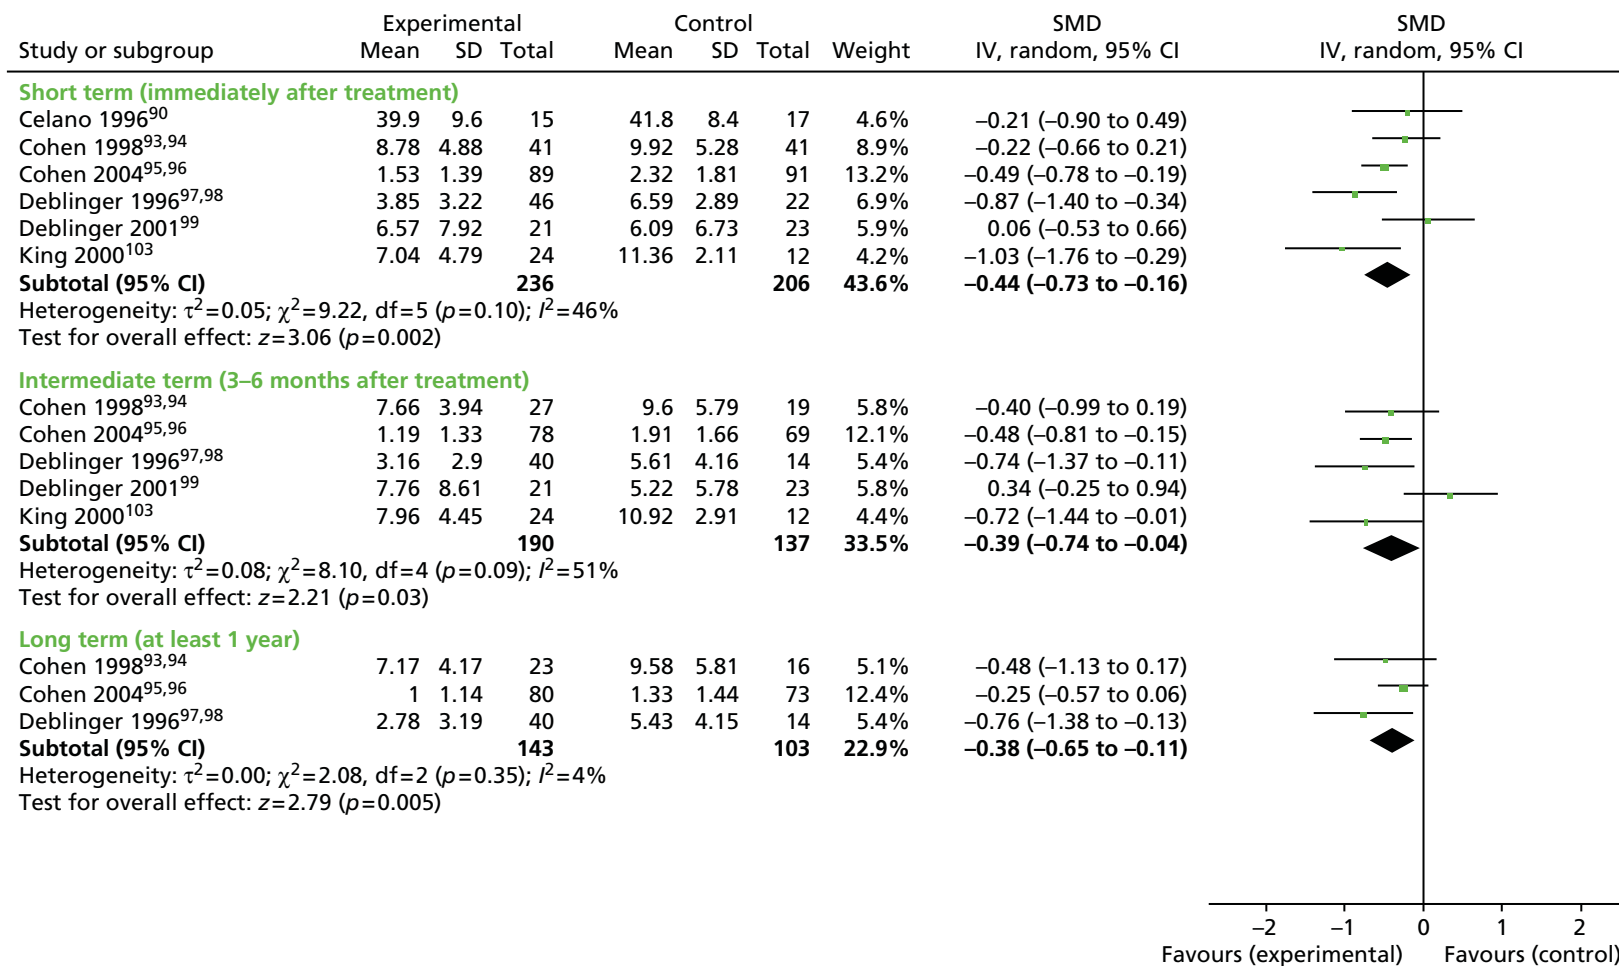 Experimental Control SMD SMD
Study or subgroup Mean SD Total Mean SD Total Weight IV, random, 95% CI IV, random, 95% CI
Short term (immediately after treatment)
Celano 1996⁹⁰ 39.9 9.6 15 41.8 8.4 17 4.6% –0.21 (–0.90 to 0.49)
Cohen 1998⁹³,⁹⁴ 8.78 4.88 41 9.92 5.28 41 8.9% –0.22 (–0.66 to 0.21)
Cohen 2004⁹⁵,⁹⁶ 1.53 1.39 89 2.32 1.81 91 13.2% –0.49 (–0.78 to –0.19)
Deblinger 1996⁹⁷,⁹⁸ 3.85 3.22 46 6.59 2.89 22 6.9% –0.87 (–1.40 to –0.34)
Deblinger 2001⁹⁹ 6.57 7.92 21 6.09 6.73 23 5.9% 0.06 (–0.53 to 0.66)
King 2000¹⁰³ 7.04 4.79 24 11.36 2.11 12 4.2% –1.03 (–1.76 to –0.29)
Subtotal (95% CI) 236 206 43.6% –0.44 (–0.73 to –0.16)
Heterogeneity: τ²=0.05; χ²=9.22, df=5 (p=0.10); I²=46%
Test for overall effect: z=3.06 (p=0.002)
Intermediate term (3–6 months after treatment)
Cohen 1998⁹³,⁹⁴ 7.66 3.94 27 9.6 5.79 19 5.8% –0.40 (–0.99 to 0.19)
Cohen 2004⁹⁵,⁹⁶ 1.19 1.33 78 1.91 1.66 69 12.1% –0.48 (–0.81 to –0.15)
Deblinger 1996⁹⁷,⁹⁸ 3.16 2.9 40 5.61 4.16 14 5.4% –0.74 (–1.37 to –0.11)
Deblinger 2001⁹⁹ 7.76 8.61 21 5.22 5.78 23 5.8% 0.34 (–0.25 to 0.94)
King 2000¹⁰³ 7.96 4.45 24 10.92 2.91 12 4.4% –0.72 (–1.44 to –0.01)
Subtotal (95% CI) 190 137 33.5% –0.39 (–0.74 to –0.04)
Heterogeneity: τ²=0.08; χ²=8.10, df=4 (p=0.09); I²=51%
Test for overall effect: z=2.21 (p=0.03)
Long term (at least 1 year)
Cohen 1998⁹³,⁹⁴ 7.17 4.17 23 9.58 5.81 16 5.1% –0.48 (–1.13 to 0.17)
Cohen 2004⁹⁵,⁹⁶ 1 1.14 80 1.33 1.44 73 12.4% –0.25 (–0.57 to 0.06)
Deblinger 1996⁹⁷,⁹⁸ 2.78 3.19 40 5.43 4.15 14 5.4% –0.76 (–1.38 to –0.13)
Subtotal (95% CI) 143 103 22.9% –0.38 (–0.65 to –0.11)
Heterogeneity: τ²=0.00; χ²=2.08, df=2 (p=0.35); I²=4%
Test for overall effect: z=2.79 (p=0.005)
–2 –1 0 1 2
Favours (experimental) Favours (control)